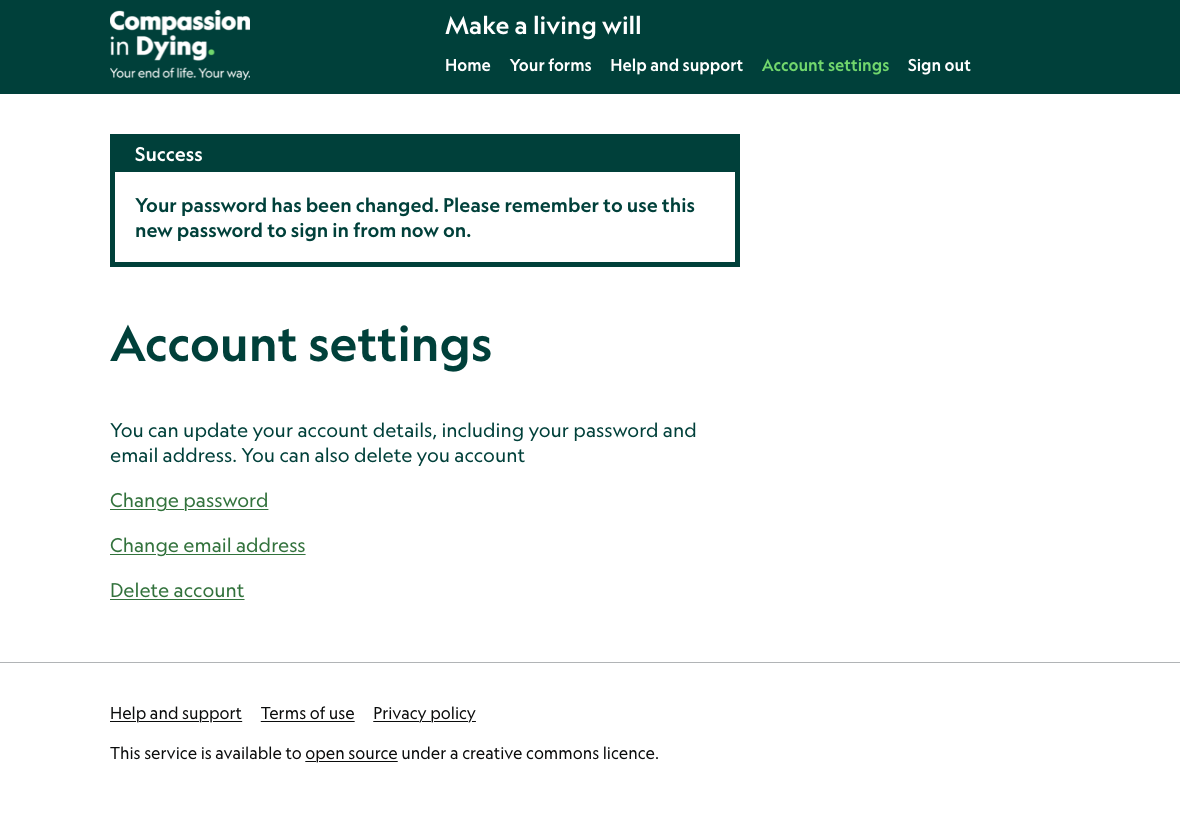 Compassion
in Dying.
Your end of life. Your way.
Make a living will
Home Your forms Help and support Account settings Sign out
Success
Your password has been changed. Please remember to use this
new password to sign in from now on.
Account settings
You can update your account details, including your password and
email address. You can also delete you account
Change password
Change email address
Delete account
Help and support Terms of use Privacy policy
This service is available to open source under a creative commons licence.